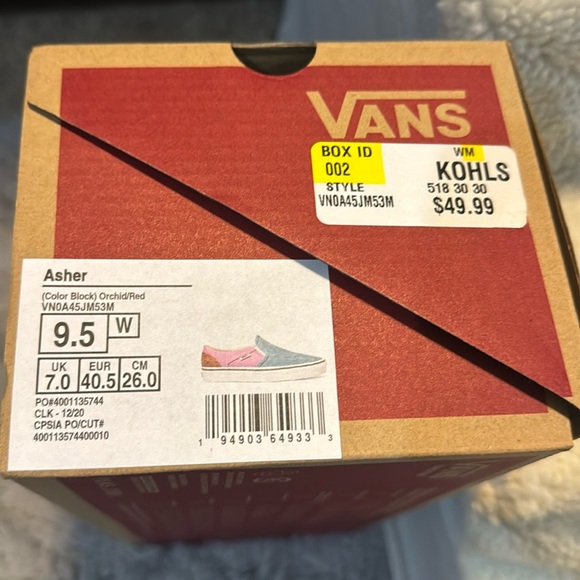 VANS
BOX ID WM
002 KOHLS
STYLE 518 30 30
VN0A45JM53M $49.99
Asher
(Color Block) Orchid/Red
VN0A45JM53M
9.5 W
UK EUR CM
7.0 40.5 26.0
PO#4001135744
CLK - 12/20
CPSIA PO/CUT#
400113574400010
1 94903 64933 3